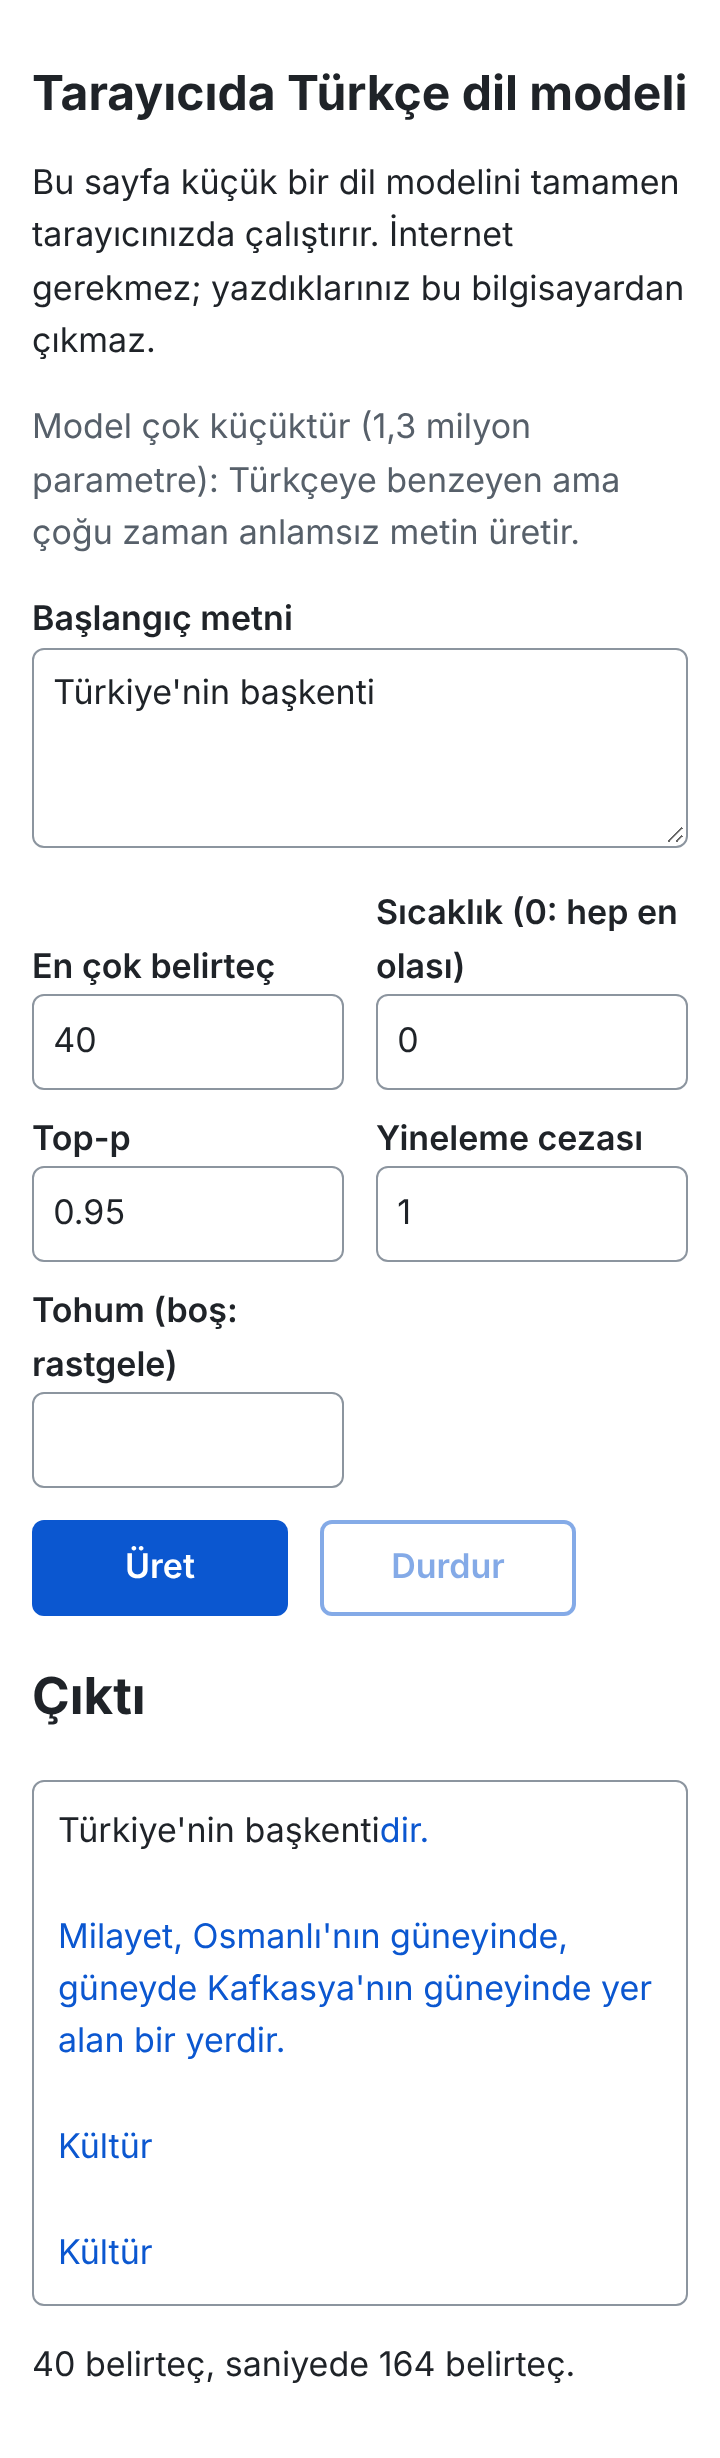 Tarayıcıda Türkçe dil modeli
Bu sayfa küçük bir dil modelini tamamen
tarayıcınızda çalıştırır. İnternet
gerekmez; yazdıklarınız bu bilgisayardan
çıkmaz.
Model çok küçüktür (1,3 milyon
parametre): Türkçeye benzeyen ama
çoğu zaman anlamsız metin üretir.
Başlangıç metni
Türkiye'nin başkenti
En çok belirteç
40
Sıcaklık (0: hep en
olası)
0
Top-p
0.95
Yineleme cezası
1
Tohum (boş:
rastgele)
Üret
Durdur
Çıktı
Türkiye'nin başkentidir.
Milayet, Osmanlı'nın güneyinde,
güneyde Kafkasya'nın güneyinde yer
alan bir yerdir.
Kültür
Kültür
40 belirteç, saniyede 164 belirteç.